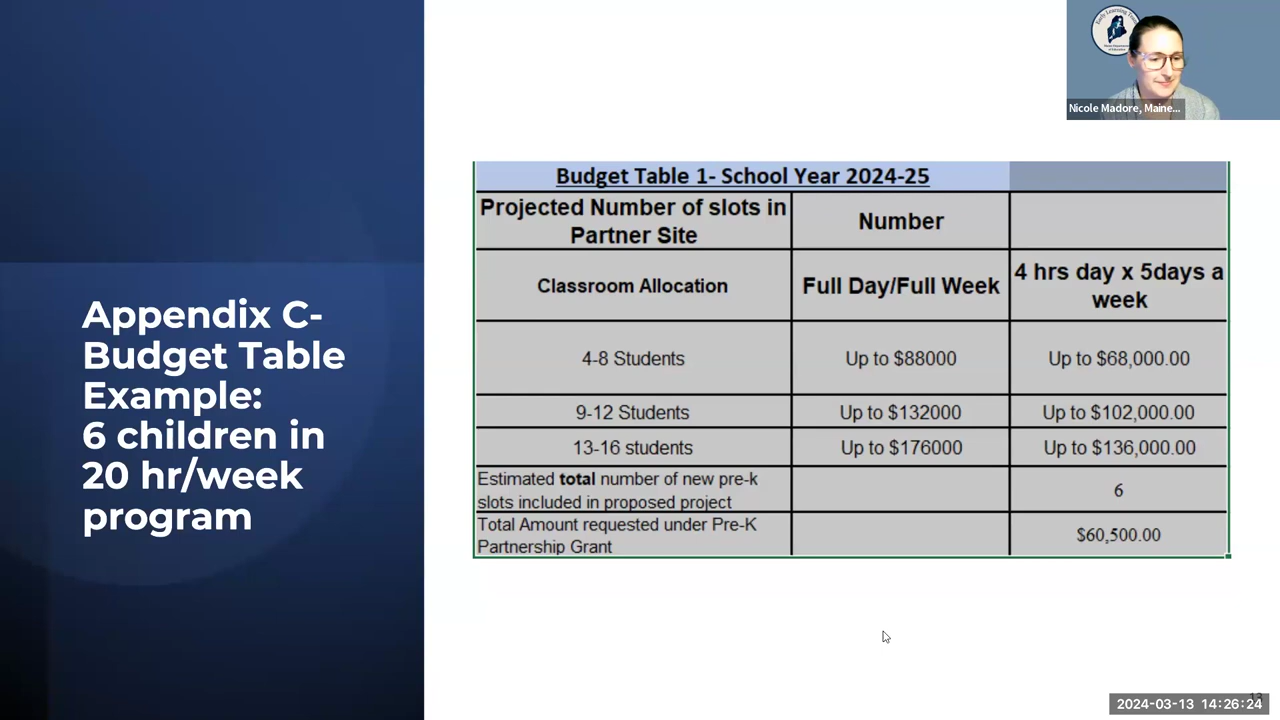 Nicole Madore, Maine...
Appendix C-
Budget Table
Example:
6 children in
20 hr/week
program
Budget Table 1- School Year 2024-25
Projected Number of slots in
Partner Site
Number
Classroom Allocation
Full Day/Full Week
4 hrs day x 5days a
week
4-8 Students
Up to $88000
Up to $68,000.00
9-12 Students
Up to $132000
Up to $102,000.00
13-16 students
Up to $176000
Up to $136,000.00
Estimated total number of new pre-k
slots included in proposed project
6
Total Amount requested under Pre-K
Partnership Grant
$60,500.00
2024-03-13 14:26:24